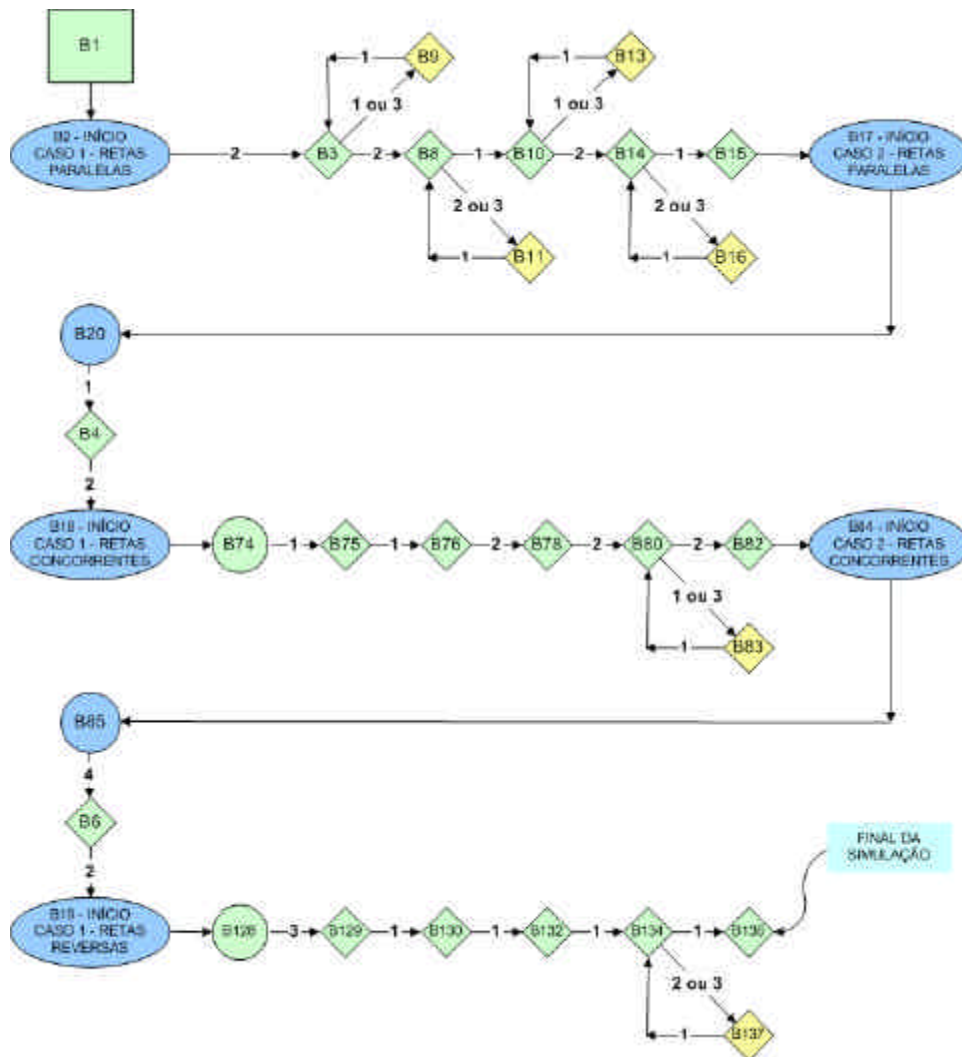 B1
B9
B13
1
1
1 ou 3
1 ou 3
B2 - INÍCIO
CASO 1 - RETAS
PARALELAS
2
B3
2
B8
1
B10
2
B14
1
B15
B17 - INÍCIO
CASO 2 - RETAS
PARALELAS
2 ou 3
2 ou 3
1
B11
1
B16
B20
1
B4
2
INÍCIO
CASO 1 - RETAS
CONCORRENTES
B74
1
B75
1
B76
2
B78
2
B80
2
B82
B84 - INÍCIO
CASO 2 - RETAS
CONCORRENTES
1 ou 3
1
B83
B85
4
B6
2
FINAL DA
SIMULAÇÃO
INÍCIO
CASO 1 - RETAS
REVERSAS
B128
3
B129
1
B130
1
B132
1
B134
1
2 ou 3
1
B137